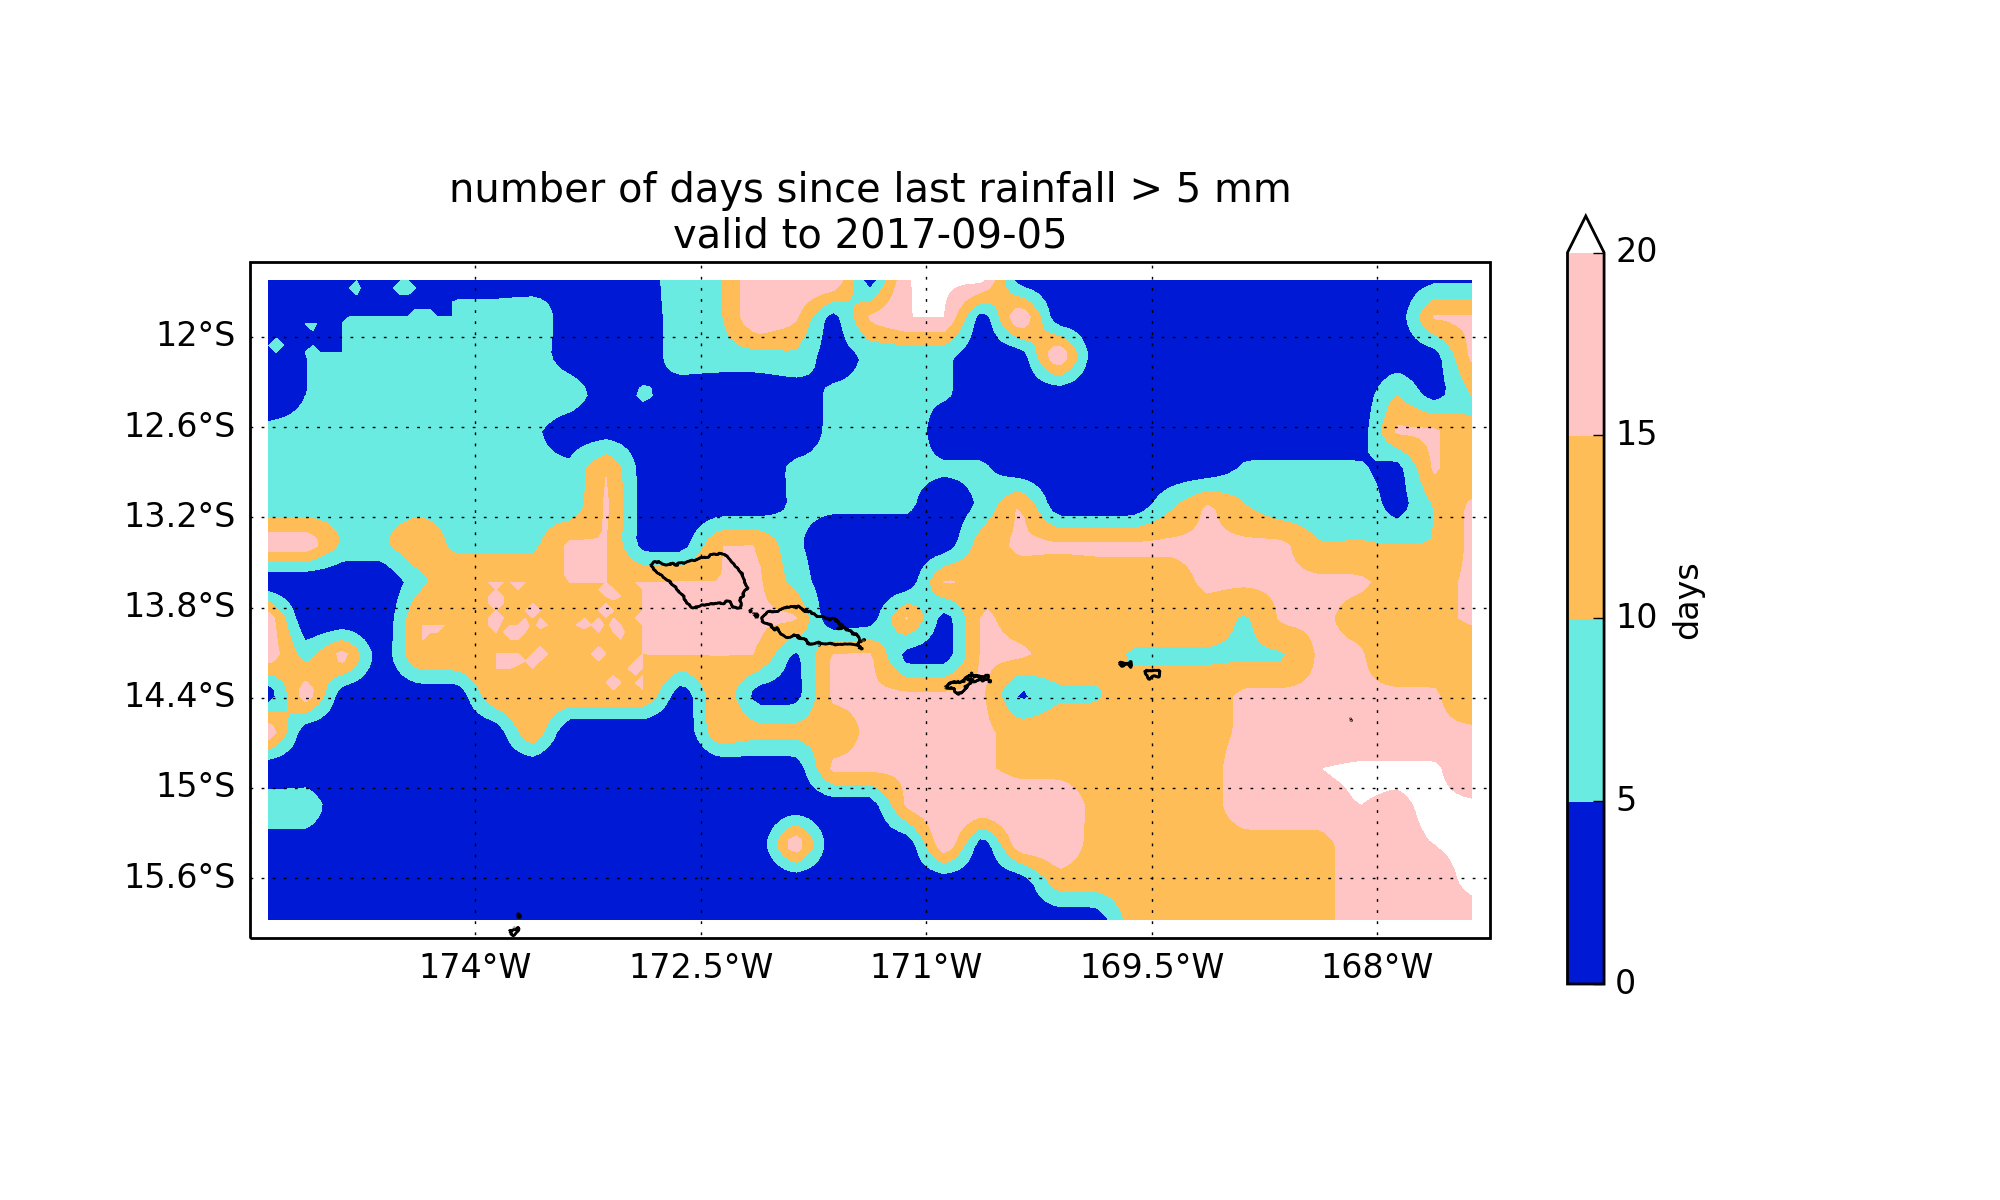 number of days since last rainfall > 5 mm
valid to 2017-09-05
12°S
12.6°S
13.2°S
13.8°S
14.4°S
15°S
15.6°S
174°W 172.5°W 171°W 169.5°W 168°W
20
15
10
5
0
days